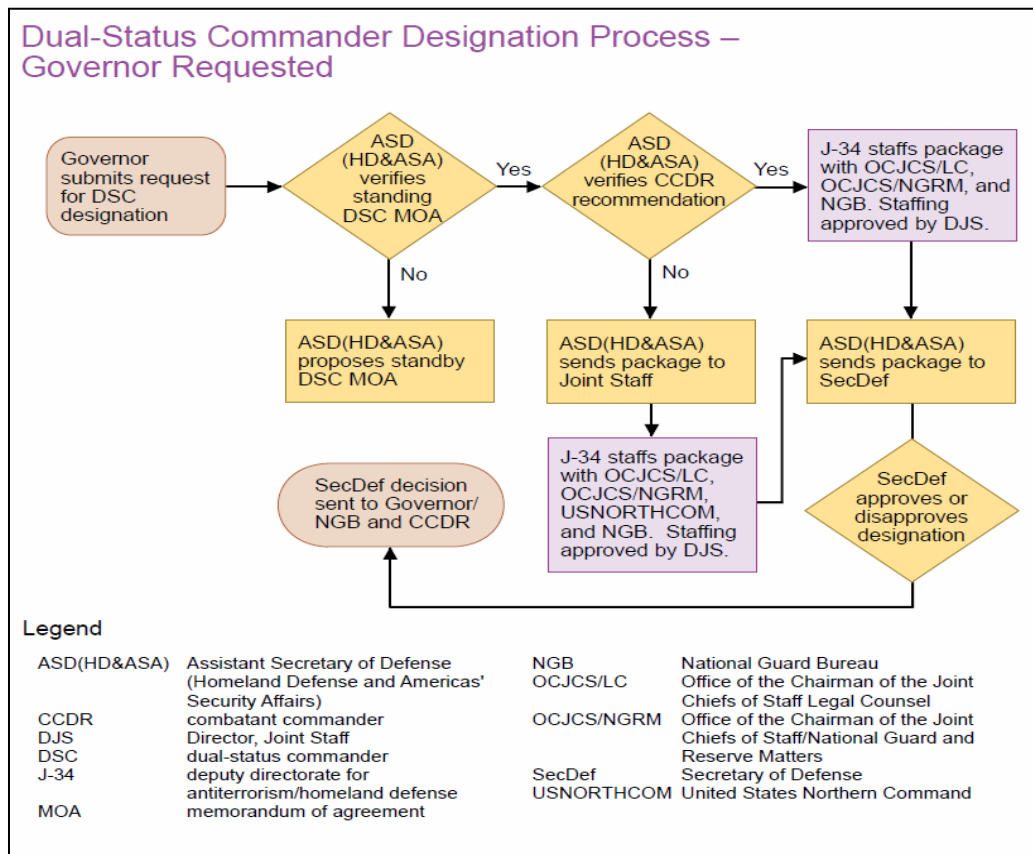 Dual-Status Commander Designation Process –
Governor Requested
Governor
submits request
for DSC
designation
ASD
(HD&ASA)
verifies
standing
DSC MOA
Yes
ASD
(HD&ASA)
verifies CCDR
recommendation
Yes
J-34 staffs package
with OCJCS/LC,
OCJCS/NGRM, and
NGB. Staffing
approved by DJS.
No
No
ASD(HD&ASA)
proposes standby
DSC MOA
ASD(HD&ASA)
sends package to
Joint Staff
ASD(HD&ASA)
sends package to
SecDef
SecDef decision
sent to Governor/
NGB and CCDR
J-34 staffs package
with OCJCS/LC,
OCJCS/NGRM,
USNORTHCOM,
and NGB. Staffing
approved by DJS.
SecDef
approves or
disapproves
designation
Legend
ASD(HD&ASA) Assistant Secretary of Defense
(Homeland Defense and Americas'
Security Affairs)
CCDR combatant commander
DJS Director, Joint Staff
DSC dual-status commander
J-34 deputy directorate for
antiterrorism/homeland defense
MOA memorandum of agreement
NGB National Guard Bureau
OCJCS/LC Office of the Chairman of the Joint
Chiefs of Staff Legal Counsel
OCJCS/NGRM Office of the Chairman of the Joint
Chiefs of Staff/National Guard and
Reserve Matters
SecDef Secretary of Defense
USNORTHCOM United States Northern Command